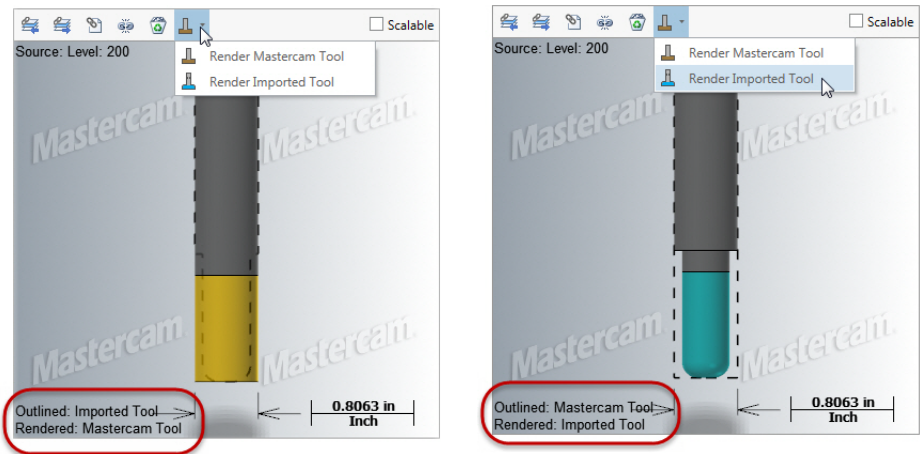 Scalable
Source: Level: 200
Render Mastercam Tool
Render Imported Tool
Mastercam.
Mastercam.
Mastercam.
Mastercam.
Outlined: Imported Tool
Rendered: Mastercam Tool
0.8063 in
Inch
Scalable
Source: Level: 200
Render Mastercam Tool
Render Imported Tool
Mastercam.
Mastercam.
Mastercam.
Mastercam.
Outlined: Mastercam Tool
Rendered: Imported Tool
0.8063 in
Inch